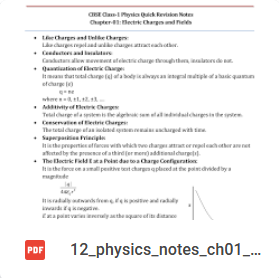 CBSE Class-1 Physics Quick Revision Notes
Chapter-01: Electric Charges and Fields
• Like Charges and Unlike Charges:
Like charges repel and unlike charges attract each other.
• Conductors and Insulators:
Conductors allow movement of electric charge through them, insulators do not.
• Quantization of Electric Charge:
It means that total charge (q) of a body is always an integral multiple of a basic quantum
of charge (e)
q = ne
where n = 0, ±1, ±2, ±3, ....
• Additivity of Electric Charges:
Total charge of a system is the algebraic sum of all individual charges in the system.
• Conservation of Electric Charges:
The total charge of an isolated system remains unchanged with time.
• Superposition Principle:
It is the properties of forces with which two charges attract or repel each other are not
affected by the presence of a third (or more) additional charge(s).
• The Electric Field E at a Point due to a Charge Configuration:
It is the force on a small positive test charges q placed at the point divided by a
magnitude
It is radially outwards from q, if q is positive and radially
inwards if q is negative.
E at a point varies inversely as the square of its distance
PDF 12_physics_notes_ch01_...